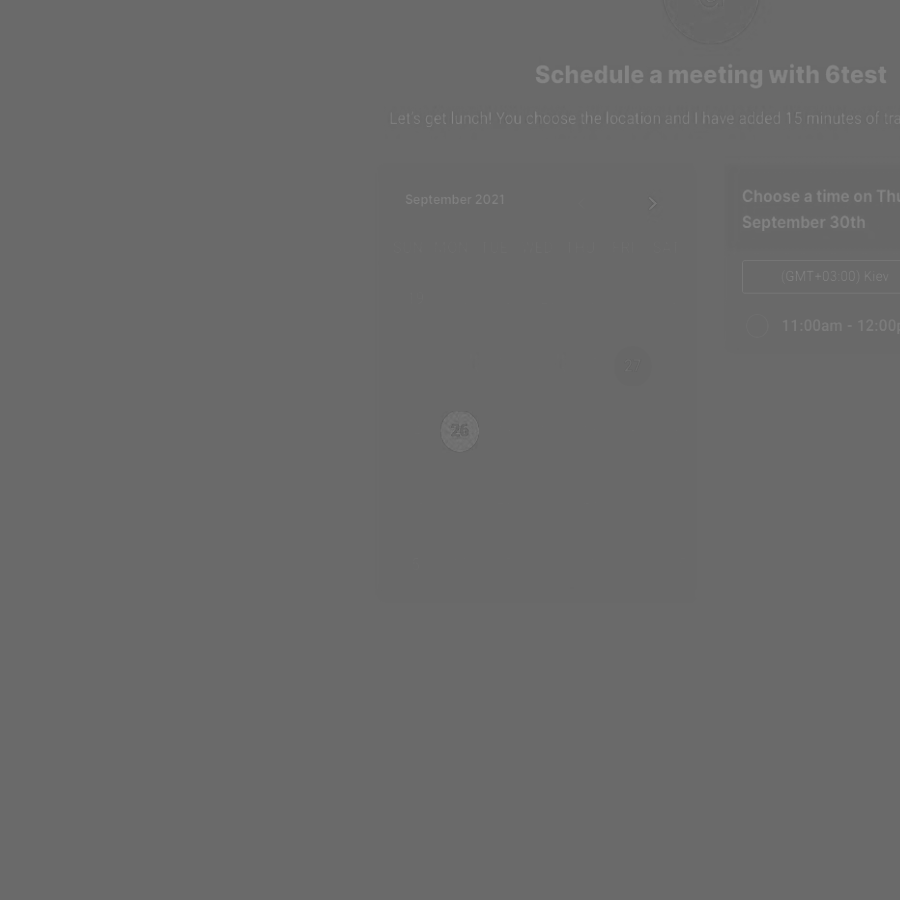 Schedule a meeting with 6test
Let's get lunch! You choose the location and I have added 15 minutes of tra
September 2021
Choose a time on Thu
September 30th
(GMT+03:00) Kiev
11:00am - 12:00p
26